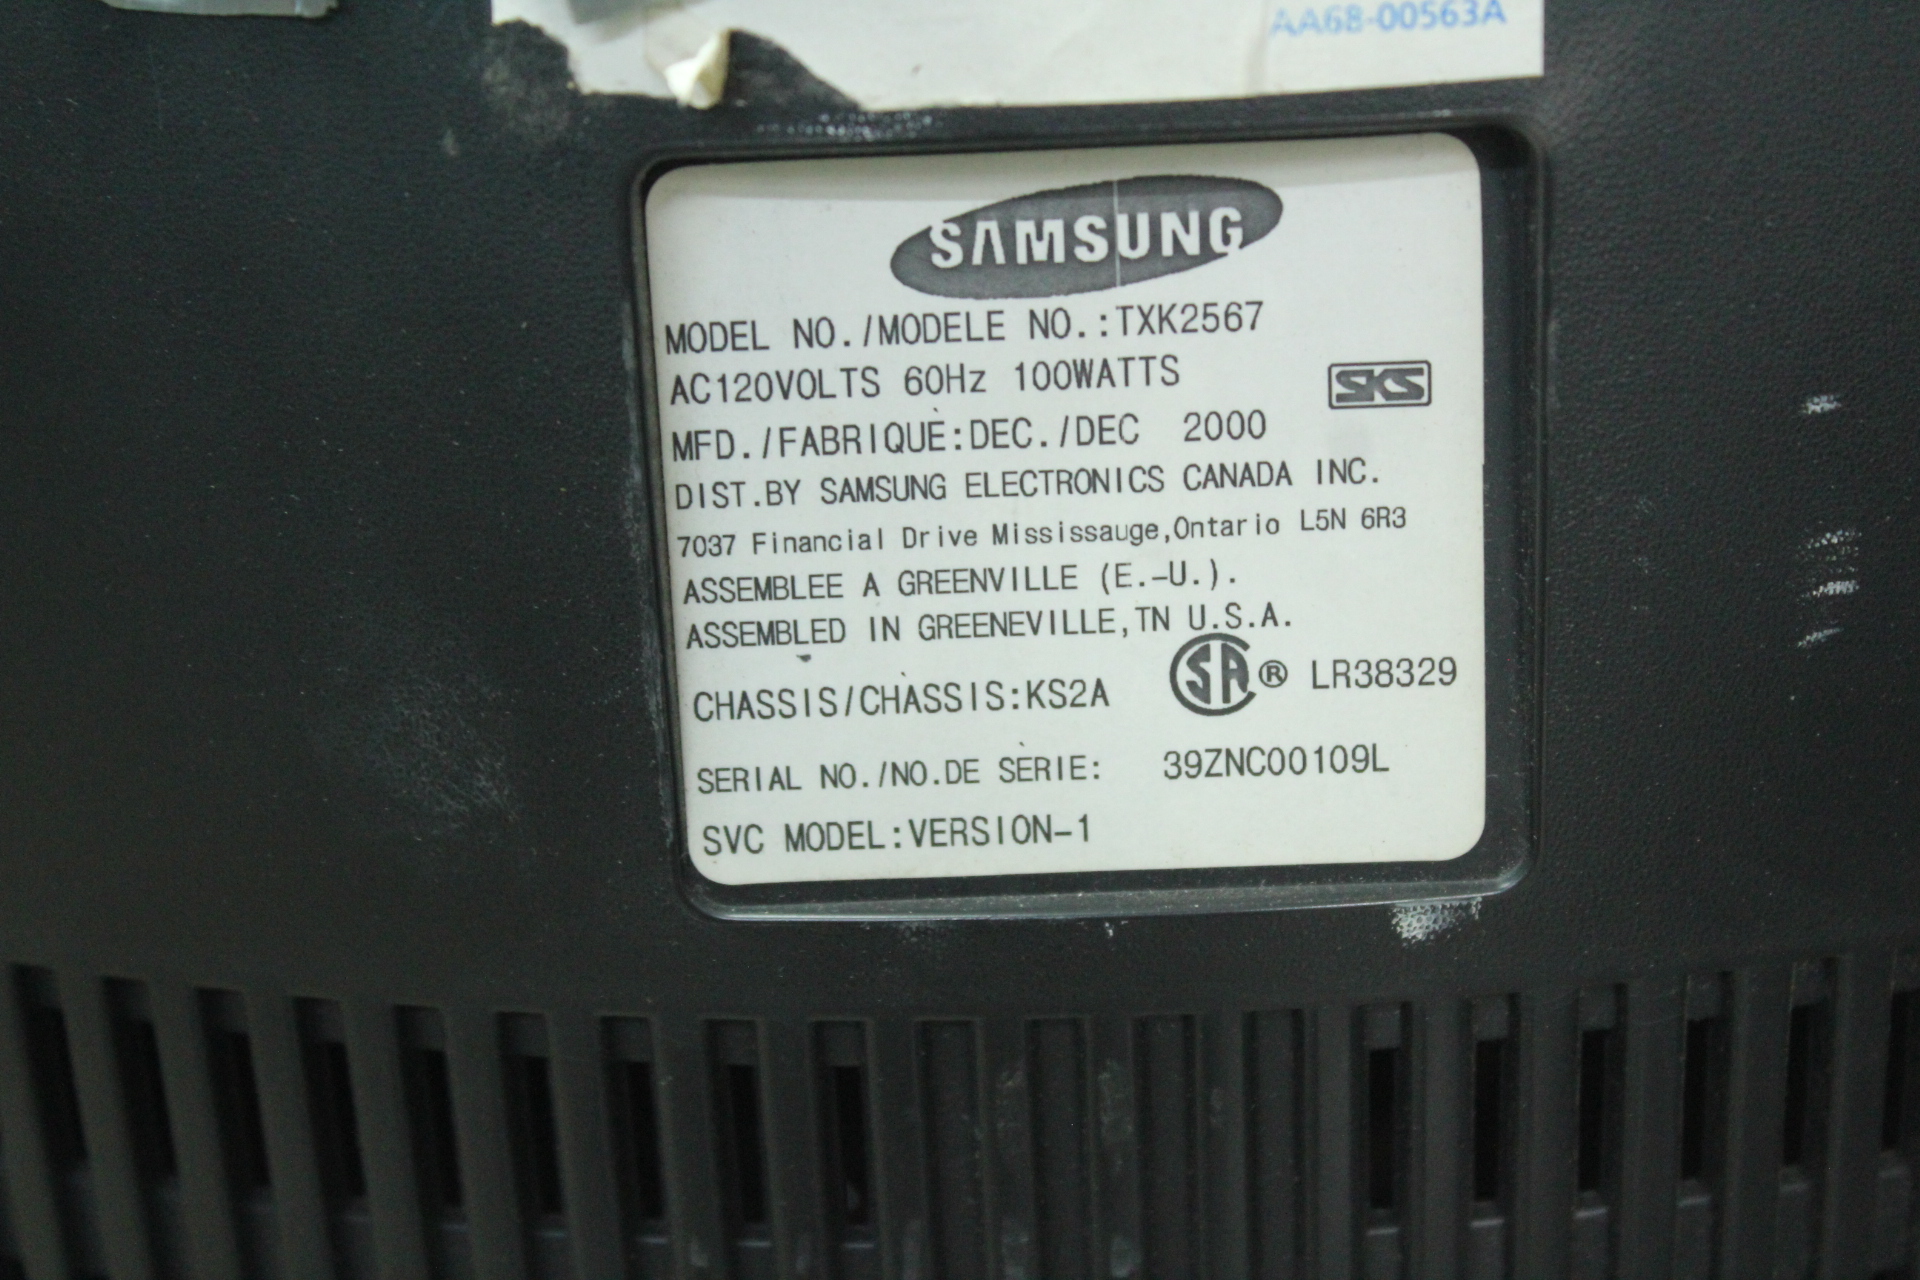 AA68-00563A
SAMSUNG
MODEL NO./MODELE NO.:TXK2567
AC120VOLTS 60Hz 100WATTS
SKS
MFD./FABRIQUE:DEC./DEC 2000
DIST.BY SAMSUNG ELECTRONICS CANADA INC.
7037 Financial Drive Mississauge,Ontario L5N 6R3
ASSEMBLEE A GREENVILLE (E.-U.).
ASSEMBLED IN GREENEVILLE,TN U.S.A.
CHASSIS/CHASSIS:KS2A SA® LR38329
SERIAL NO./NO.DE SERIE: 39ZNC00109L
SVC MODEL:VERSION-1